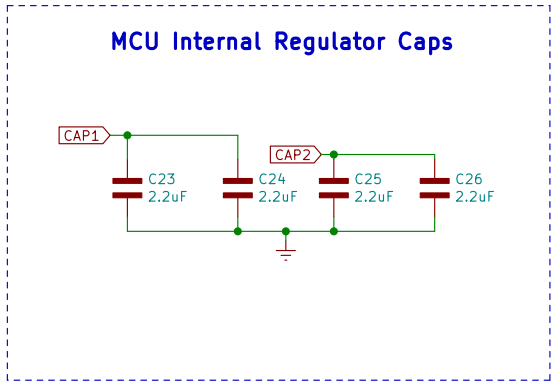 MCU Internal Regulator Caps
CAP1
CAP2
C23
2.2uF
C24
2.2uF
C25
2.2uF
C26
2.2uF